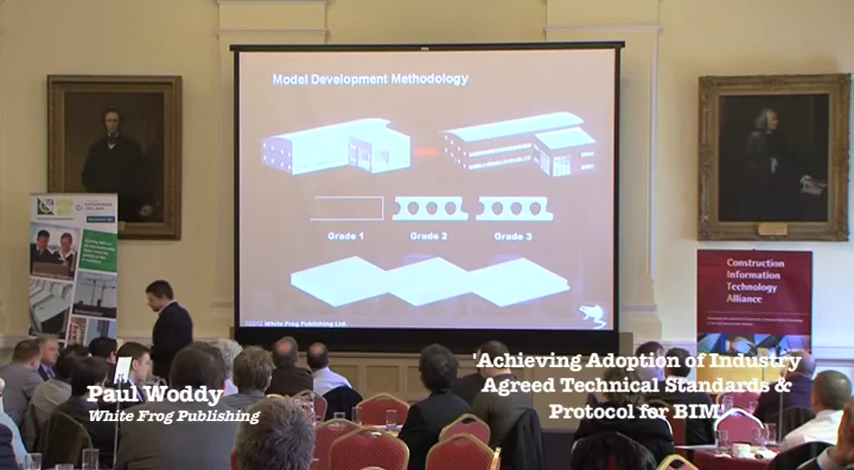 Model Development Methodology
Grade 1
Grade 2
Grade 3
©2012 White Frog Publishing Ltd.
Construction
Information
Technology
Alliance
Paul Woddy
White Frog Publishing
'Achieving Adoption of Industry
Agreed Technical Standards &
Protocol for BIM'